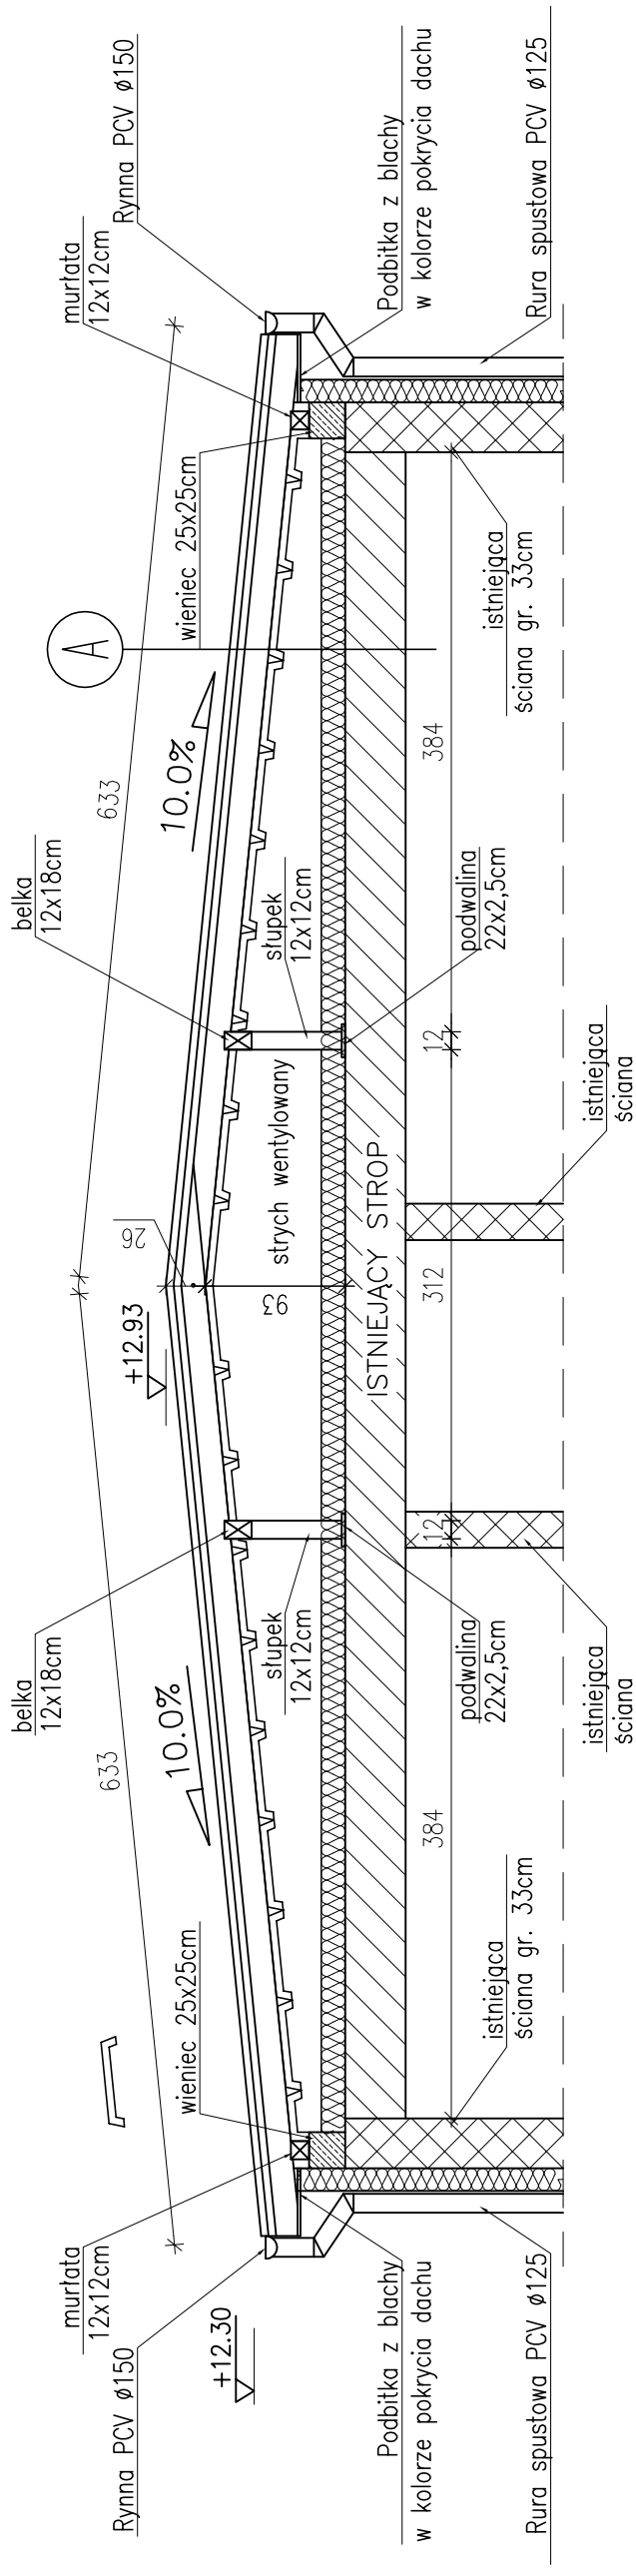 Rynna PCV ø150
murłata
12x12cm
+12.30
Podbitka z blachy
w kolorze pokrycia dachu
Rura spustowa PCV ø125
wieniec 25x25cm
istniejąca
ściana gr. 33cm
633
10.0%
384
belka
12x18cm
słupek
12x12cm
podwalina
22x2,5cm
12
istniejąca
ściana
+12.93
26
93
ISTNIEJĄCY STROP
312
strych wentylowany
belka
12x18cm
słupek
12x12cm
podwalina
22x2,5cm
12
istniejąca
ściana
633
10.0%
384
A
wieniec 25x25cm
istniejąca
ściana gr. 33cm
murłata
12x12cm
Rynna PCV ø150
Podbitka z blachy
w kolorze pokrycia dachu
Rura spustowa PCV ø125